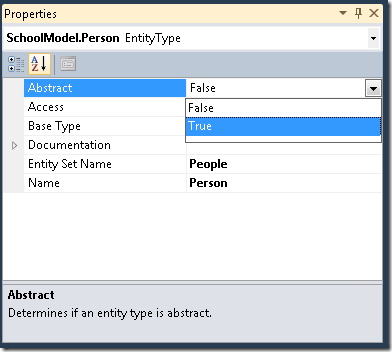 Properties
SchoolModel.Person EntityType
Abstract False
Access False
Base Type True
Documentation
Entity Set Name People
Name Person
Abstract
Determines if an entity type is abstract.